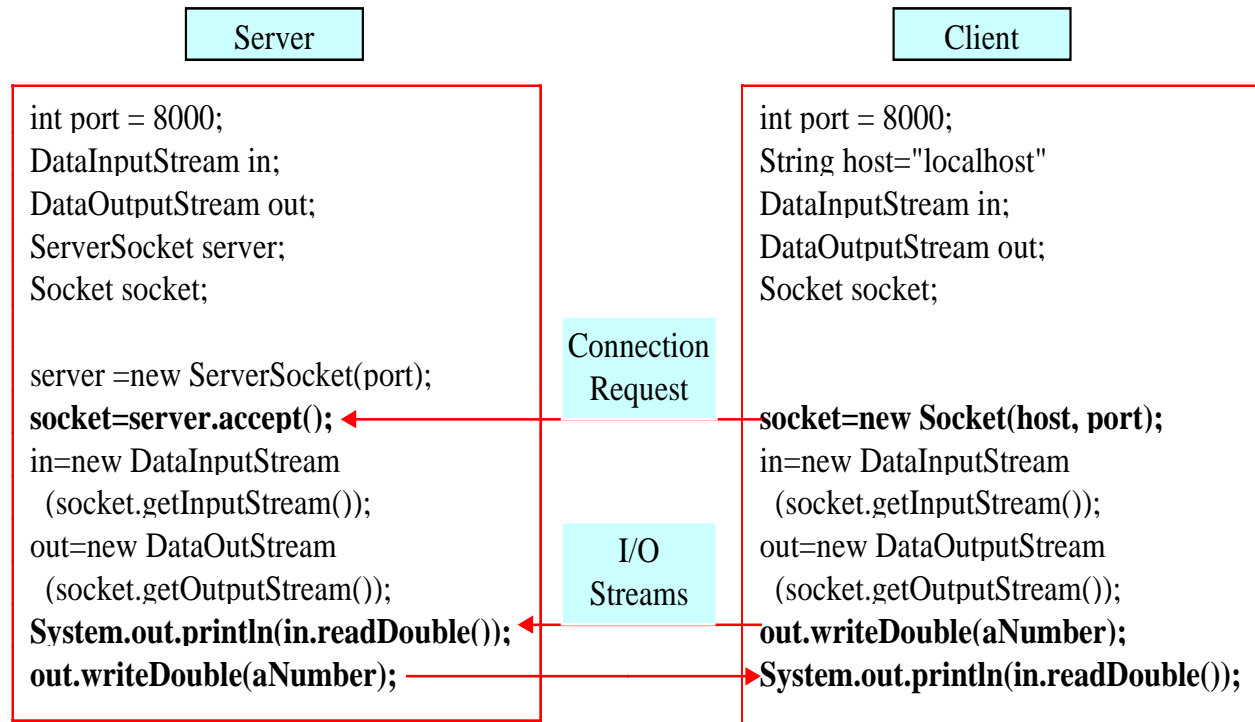 Server
int port = 8000;
DataInputStream in;
DataOutputStream out;
ServerSocket server;
Socket socket;
server =new ServerSocket(port);
socket=server.accept();
in=new DataInputStream
(socket.getInputStream());
out=new DataOutStream
(socket.getOutputStream());
System.out.println(in.readDouble());
out.writeDouble(aNumber);
Connection
Request
I/O
Streams
Client
int port = 8000;
String host="localhost"
DataInputStream in;
DataOutputStream out;
Socket socket;
socket=new Socket(host, port);
in=new DataInputStream
(socket.getInputStream());
out=new DataOutputStream
(socket.getOutputStream());
out.writeDouble(aNumber);
System.out.println(in.readDouble());